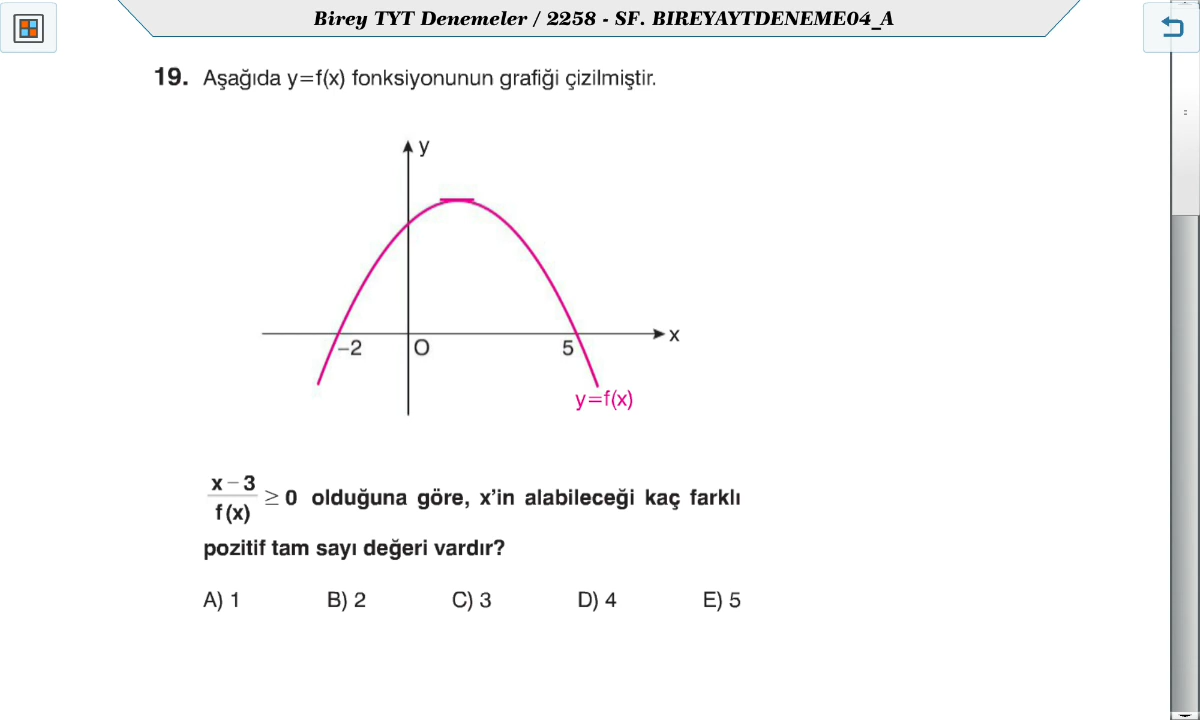 Birey TYT Denemeler / 2258 - SF. BIREYAYTDENEME04_A
19. Aşağıda y=f(x) fonksiyonunun grafiği çizilmiştir.
y
x
–2
O
5
y=f(x)
x – 3
f(x)
≥ 0 olduğuna göre, x’in alabileceği kaç farklı
pozitif tam sayı değeri vardır?
A) 1 B) 2 C) 3 D) 4 E) 5